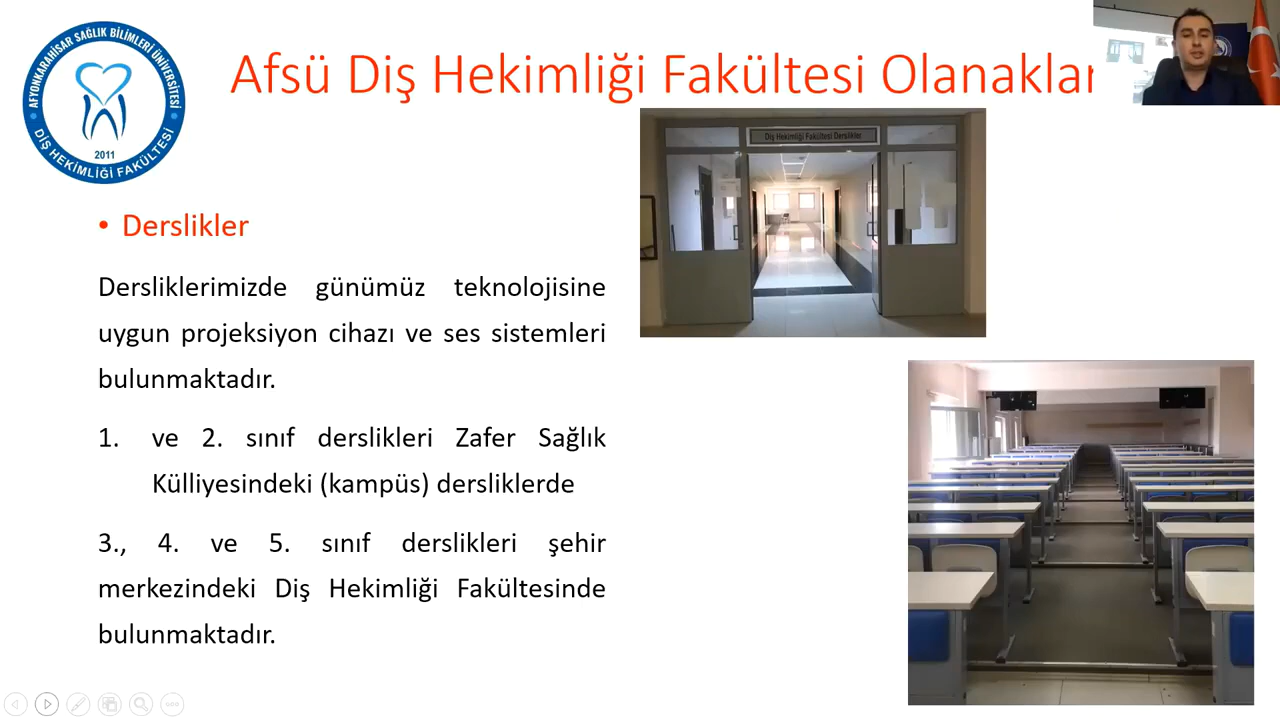 AFYONKARAHİSAR SAĞLIK BİLİMLERİ ÜNİVERSİTESİ
2011
DİŞ HEKİMLİĞİ FAKÜLTESİ
Afsü Diş Hekimliği Fakültesi Olanaklar
Diş Hekimliği Fakültesi Derslikler
• Derslikler
Dersliklerimizde günümüz teknolojisine
uygun projeksiyon cihazı ve ses sistemleri
bulunmaktadır.
1. ve 2. sınıf derslikleri Zafer Sağlık
Külliyesindeki (kampüs) dersliklerde
3., 4. ve 5. sınıf derslikleri şehir
merkezindeki Diş Hekimliği Fakültesinde
bulunmaktadır.